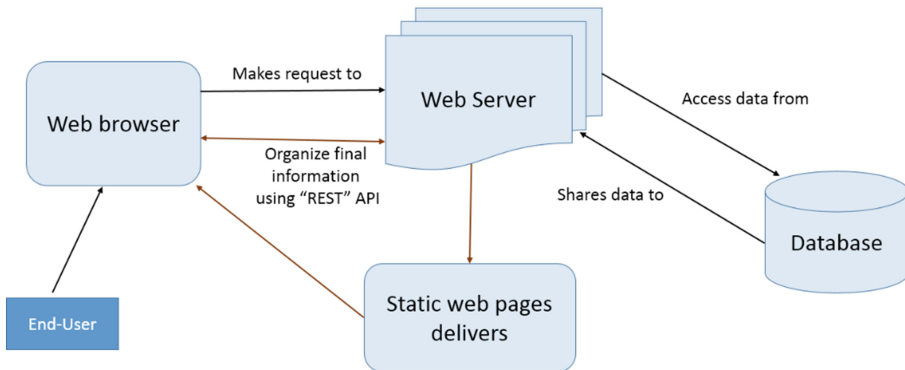 Makes request to
Web Server
Web browser
Access data from
Organize final
information
using “REST” API
Shares data to
Database
Static web pages
delivers
End-User